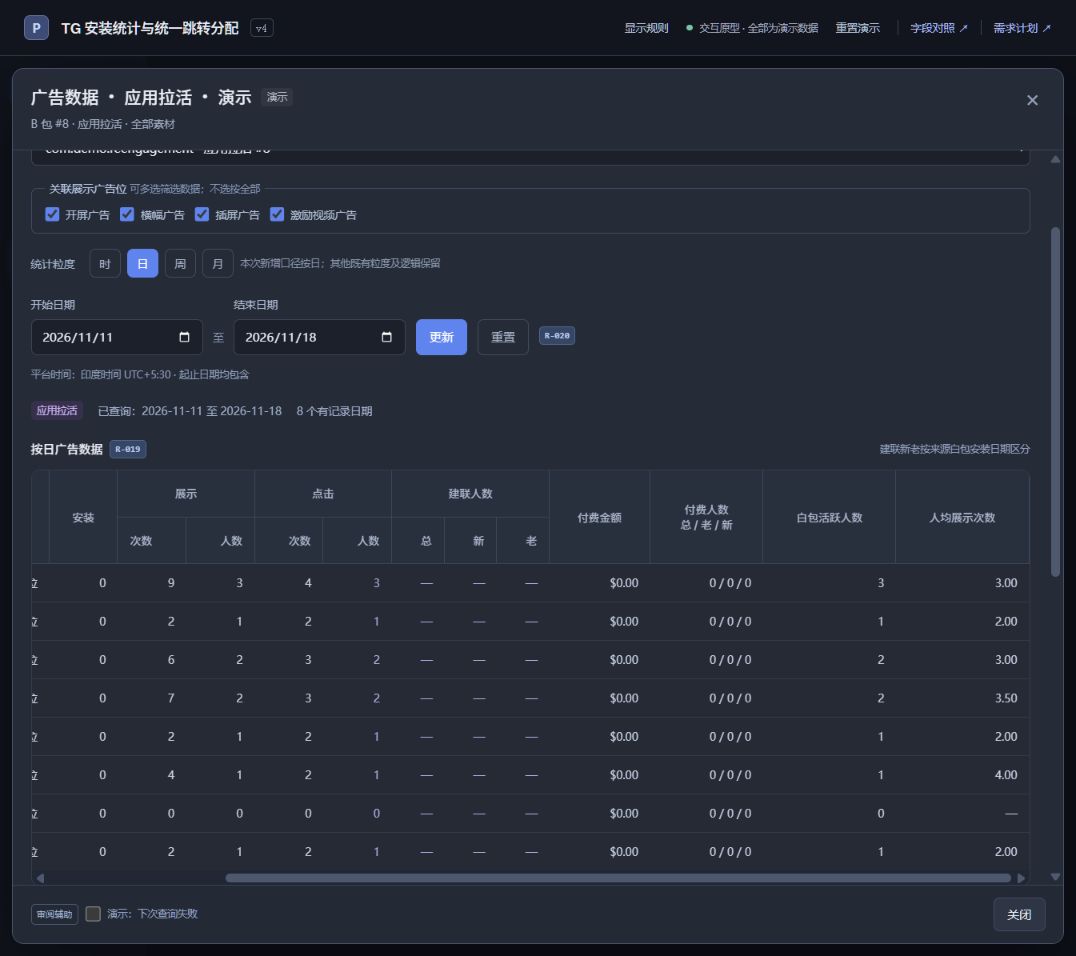 P TG 安装统计与统一跳转分配 v4 显示规则 交互原型 · 全部为演示数据 重置演示 字段对照 ↗ 需求计划 ↗
广告数据 · 应用拉活 · 演示 演示 ×
B 包 #8 · 应用拉活 · 全部素材
关联展示广告位 可多选筛选数据；不选按全部
开屏广告 横幅广告 插屏广告 激励视频广告
统计粒度 时 日 周 月 本次新增口径按日；其他既有粒度及逻辑保留
开始日期 结束日期
2026/11/11 至 2026/11/18 更新 重置 R-020
平台时间：印度时间 UTC+5:30 · 起止日期均包含
应用拉活 已查询：2026-11-11 至 2026-11-18 8 个有记录日期
按日广告数据 R-019 建联新老按来源白包安装日期区分
安装 展示 点击 建联人数 付费金额 付费人数 总 / 老 / 新 白包活跃人数 人均展示次数
次数 人数 次数 人数 总 新 老
位 0 9 3 4 3 — — — $0.00 0 / 0 / 0 3 3.00
位 0 2 1 2 1 — — — $0.00 0 / 0 / 0 1 2.00
位 0 6 2 3 2 — — — $0.00 0 / 0 / 0 2 3.00
位 0 7 2 3 2 — — — $0.00 0 / 0 / 0 2 3.50
位 0 2 1 2 1 — — — $0.00 0 / 0 / 0 1 2.00
位 0 4 1 2 1 — — — $0.00 0 / 0 / 0 1 4.00
位 0 0 0 0 0 — — — $0.00 0 / 0 / 0 0 —
位 0 2 1 2 1 — — — $0.00 0 / 0 / 0 1 2.00
审阅辅助 演示：下次查询失败 关闭